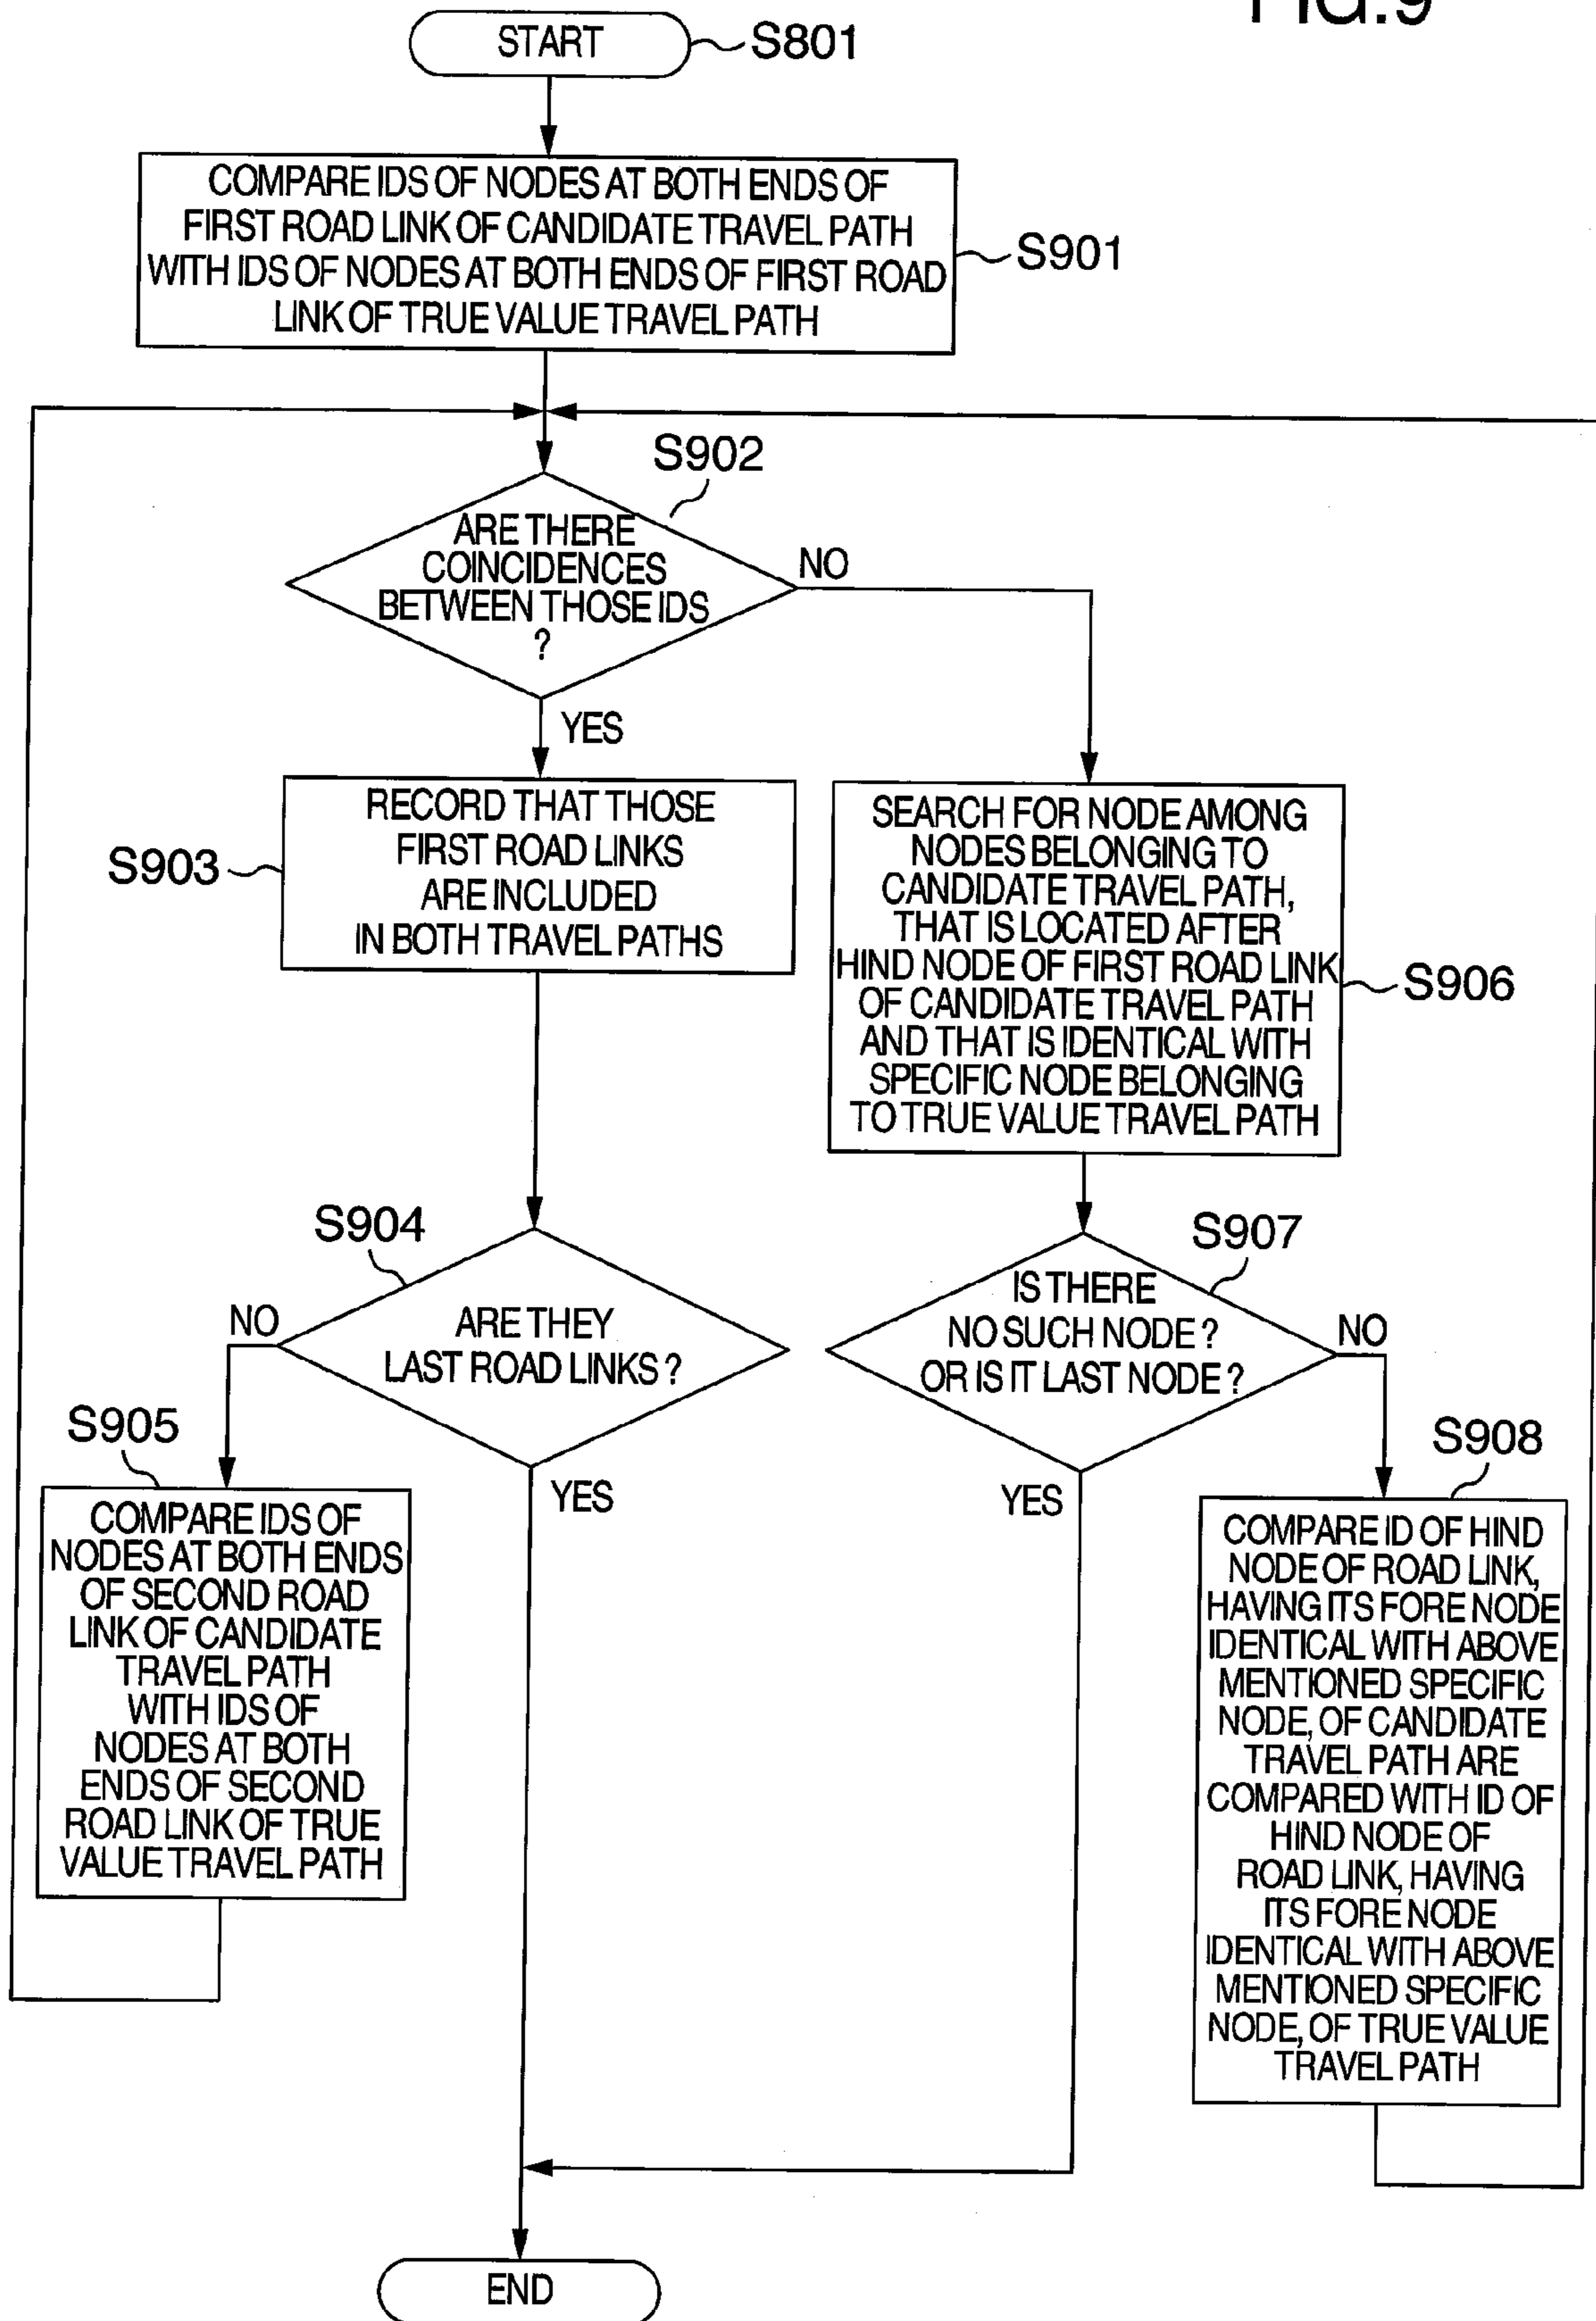 FIG.9
START
S801
COMPARE IDS OF NODES AT BOTH ENDS OF
FIRST ROAD LINK OF CANDIDATE TRAVEL PATH
WITH IDS OF NODES AT BOTH ENDS OF FIRST ROAD
LINK OF TRUE VALUE TRAVEL PATH
S901
S902
ARE THERE
COINCIDENCES
BETWEEN THOSE IDS
?
NO
YES
RECORD THAT THOSE
FIRST ROAD LINKS
ARE INCLUDED
IN BOTH TRAVEL PATHS
S903
SEARCH FOR NODE AMONG
NODES BELONGING TO
CANDIDATE TRAVEL PATH,
THAT IS LOCATED AFTER
HIND NODE OF FIRST ROAD LINK
OF CANDIDATE TRAVEL PATH
AND THAT IS IDENTICAL WITH
SPECIFIC NODE BELONGING
TO TRUE VALUE TRAVEL PATH
S906
S904
ARE THEY
LAST ROAD LINKS?
NO
YES
S907
IS THERE
NO SUCH NODE?
OR IS IT LAST NODE?
NO
YES
S905
COMPARE IDS OF
NODES AT BOTH ENDS
OF SECOND ROAD
LINK OF CANDIDATE
TRAVEL PATH
WITH IDS OF
NODES AT BOTH
ENDS OF SECOND
ROAD LINK OF TRUE
VALUE TRAVEL PATH
S908
COMPARE ID OF HIND
NODE OF ROAD LINK,
HAVING ITS FORE NODE
IDENTICAL WITH ABOVE
MENTIONED SPECIFIC
NODE, OF CANDIDATE
TRAVEL PATH ARE
COMPARED WITH ID OF
HIND NODE OF
ROAD LINK, HAVING
ITS FORE NODE
IDENTICAL WITH ABOVE
MENTIONED SPECIFIC
NODE, OF TRUE VALUE
TRAVEL PATH
END